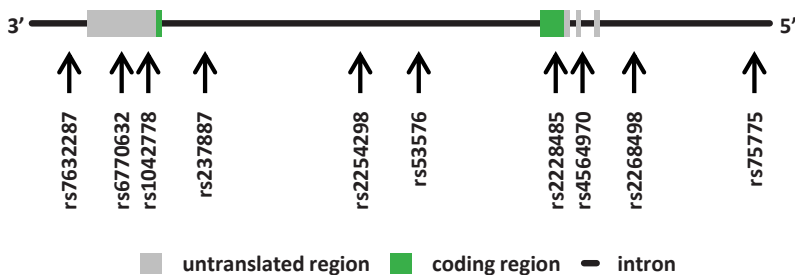 3’ 5’
rs7632287
rs6770632
rs1042778
rs237887
rs2254298
rs53576
rs2228485
rs4564970
rs2268498
rs75775
untranslated region coding region intron